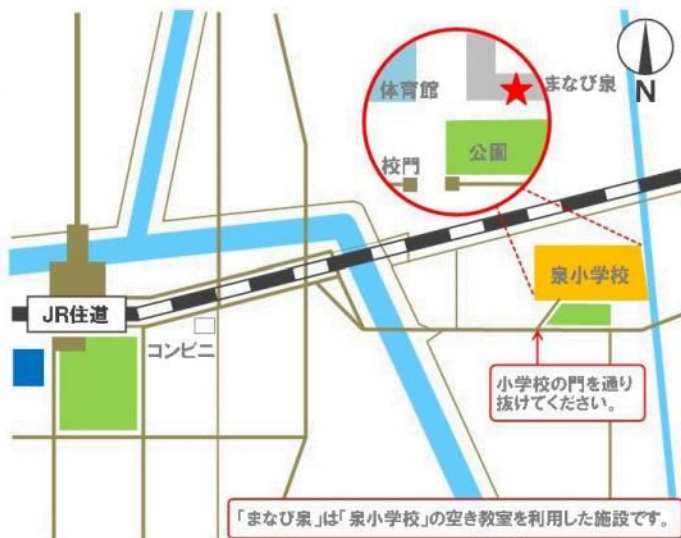 体育館
まなび泉
N
校門
公園
泉小学校
JR住道
コンビニ
小学校の門を通り
抜けてください。
「まなび泉」は「泉小学校」の空き教室を利用した施設です。